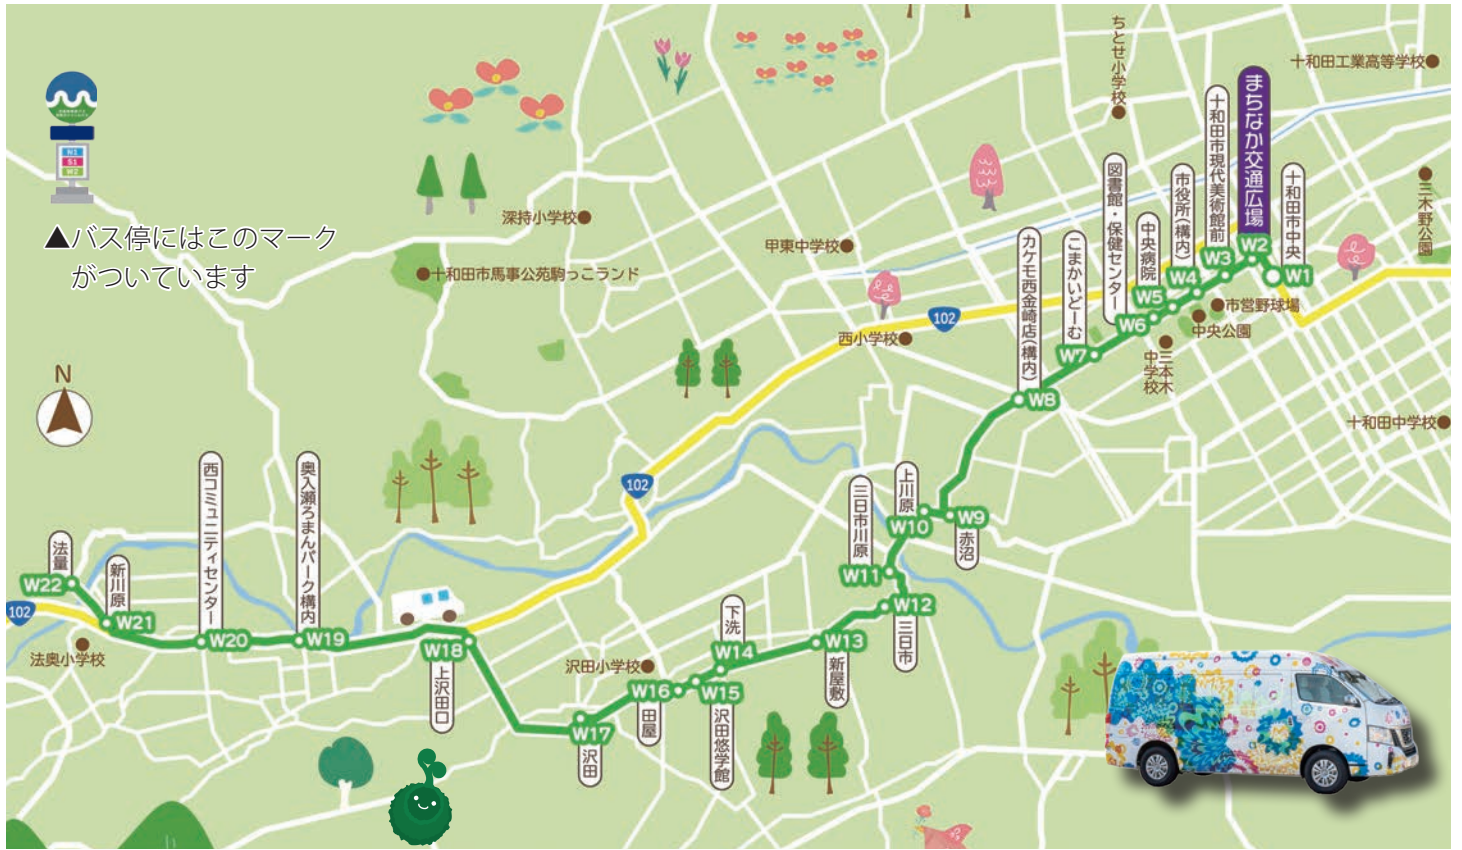 N1
S1
W2
▲バス停にはこのマーク
がついています
N
ちとせ小学校
十和田工業高等学校
三木野公園
深持小学校
甲東中学校
十和田市馬事公苑駒っこランド
西小学校
市営野球場
中央公園
三本木
中学校
十和田中学校
沢田小学校
法奥小学校
102
102
102
十和田市中央
W1
まちなか交通広場
W2
十和田市現代美術館前
W3
市役所(構内)
W4
中央病院
W5
図書館・保健センター
W6
こまかいどーむ
W7
カケモ西金崎店(構内)
W8
W9
赤沼
上川原
W10
三日市川原
W11
W12
三日市
W13
新屋敷
下洗
W14
W15
沢田悠学館
W16
田屋
W17
沢田
W18
上沢田口
奥入瀬ろまんパーク構内
W19
西コミュニティセンター
W20
新川原
W21
法量
W22